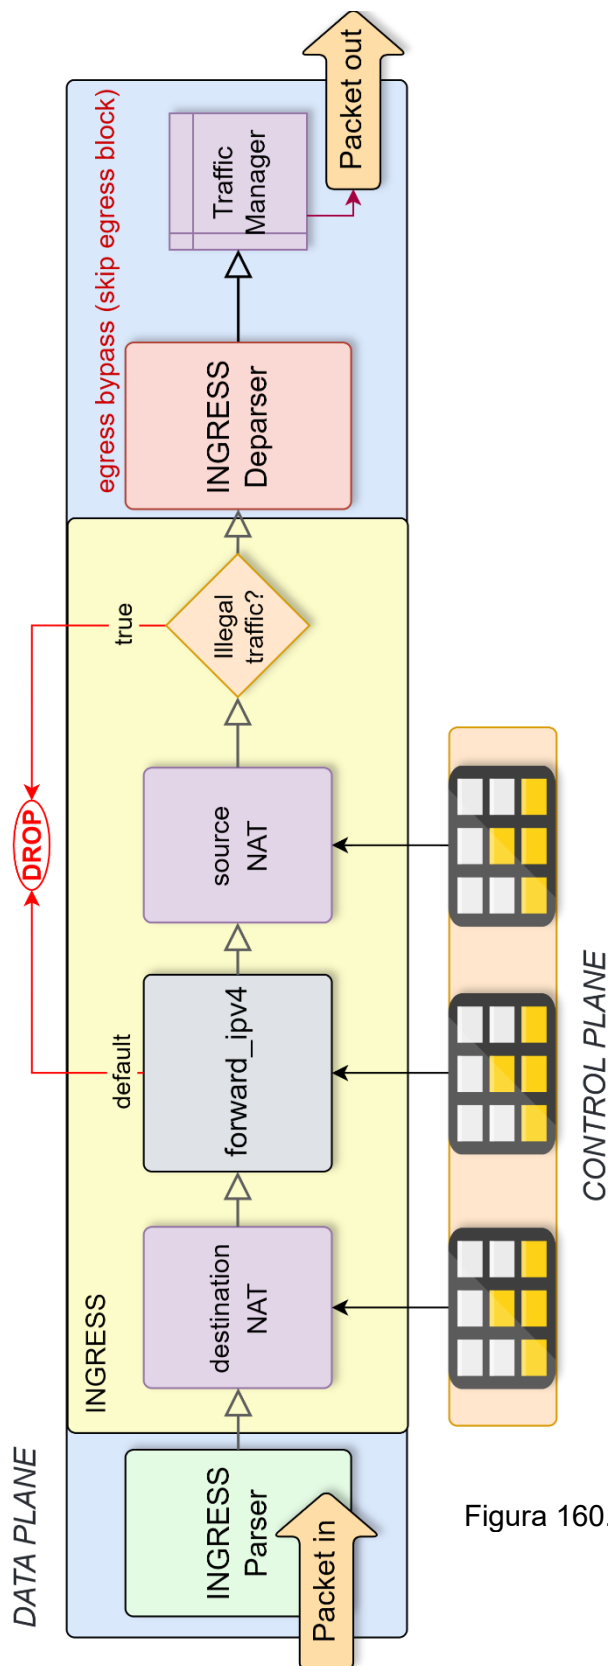 DATA PLANE
Packet in
INGRESS
Parser
INGRESS
destination
NAT
forward_ipv4
default
DROP
source
NAT
Illegal
traffic?
true
INGRESS
Deparser
egress bypass (skip egress block)
Traffic
Manager
Packet out
CONTROL PLANE
Figura 160.